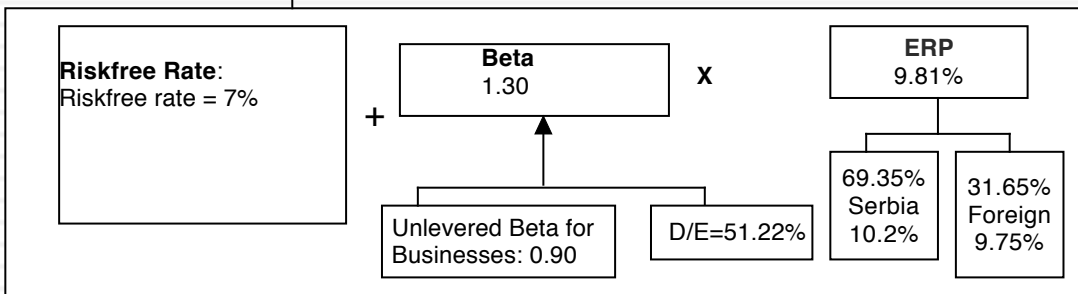 Riskfree Rate:
Riskfree rate = 7%
+
Beta
1.30
X
ERP
9.81%
Unlevered Beta for
Businesses: 0.90
D/E=51.22%
69.35%
Serbia
10.2%
31.65%
Foreign
9.75%